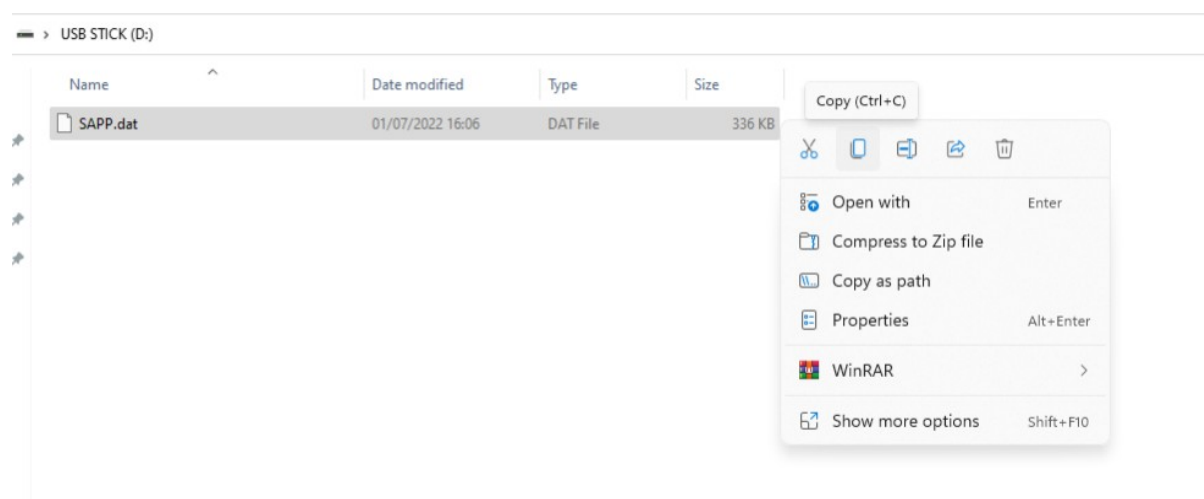 USB STICK (D:)
Name Date modified Type Size
Copy (Ctrl+C)
SAPP.dat 01/07/2022 16:06 DAT File 336 KB
Open with Enter
Compress to Zip file
Copy as path
Properties Alt+Enter
WinRAR
Show more options Shift+F10